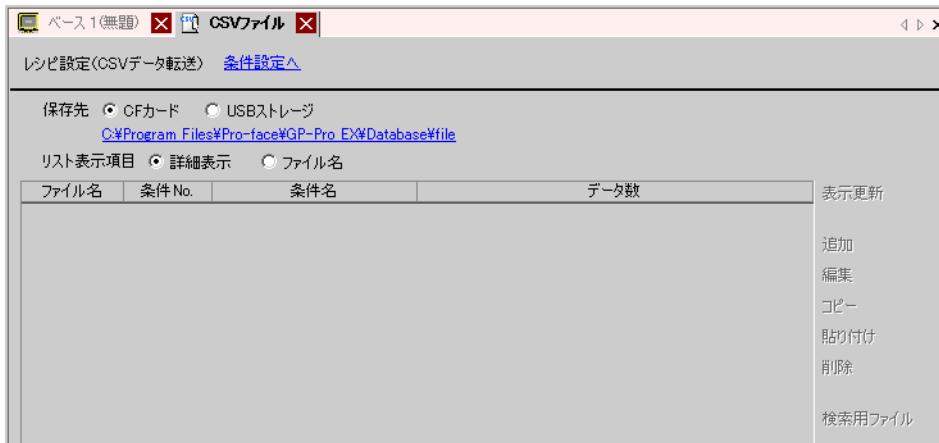 ベース 1(無題) CSVファイル
レシピ設定(CSVデータ転送) 条件設定へ
保存先 CFカード USBストレージ
C:¥Program Files¥Pro-face¥GP-Pro EX¥Database¥file
リスト表示項目 詳細表示 ファイル名
ファイル名 条件 No. 条件名 データ数
表示更新
追加
編集
コピー
貼り付け
削除
検索用ファイル